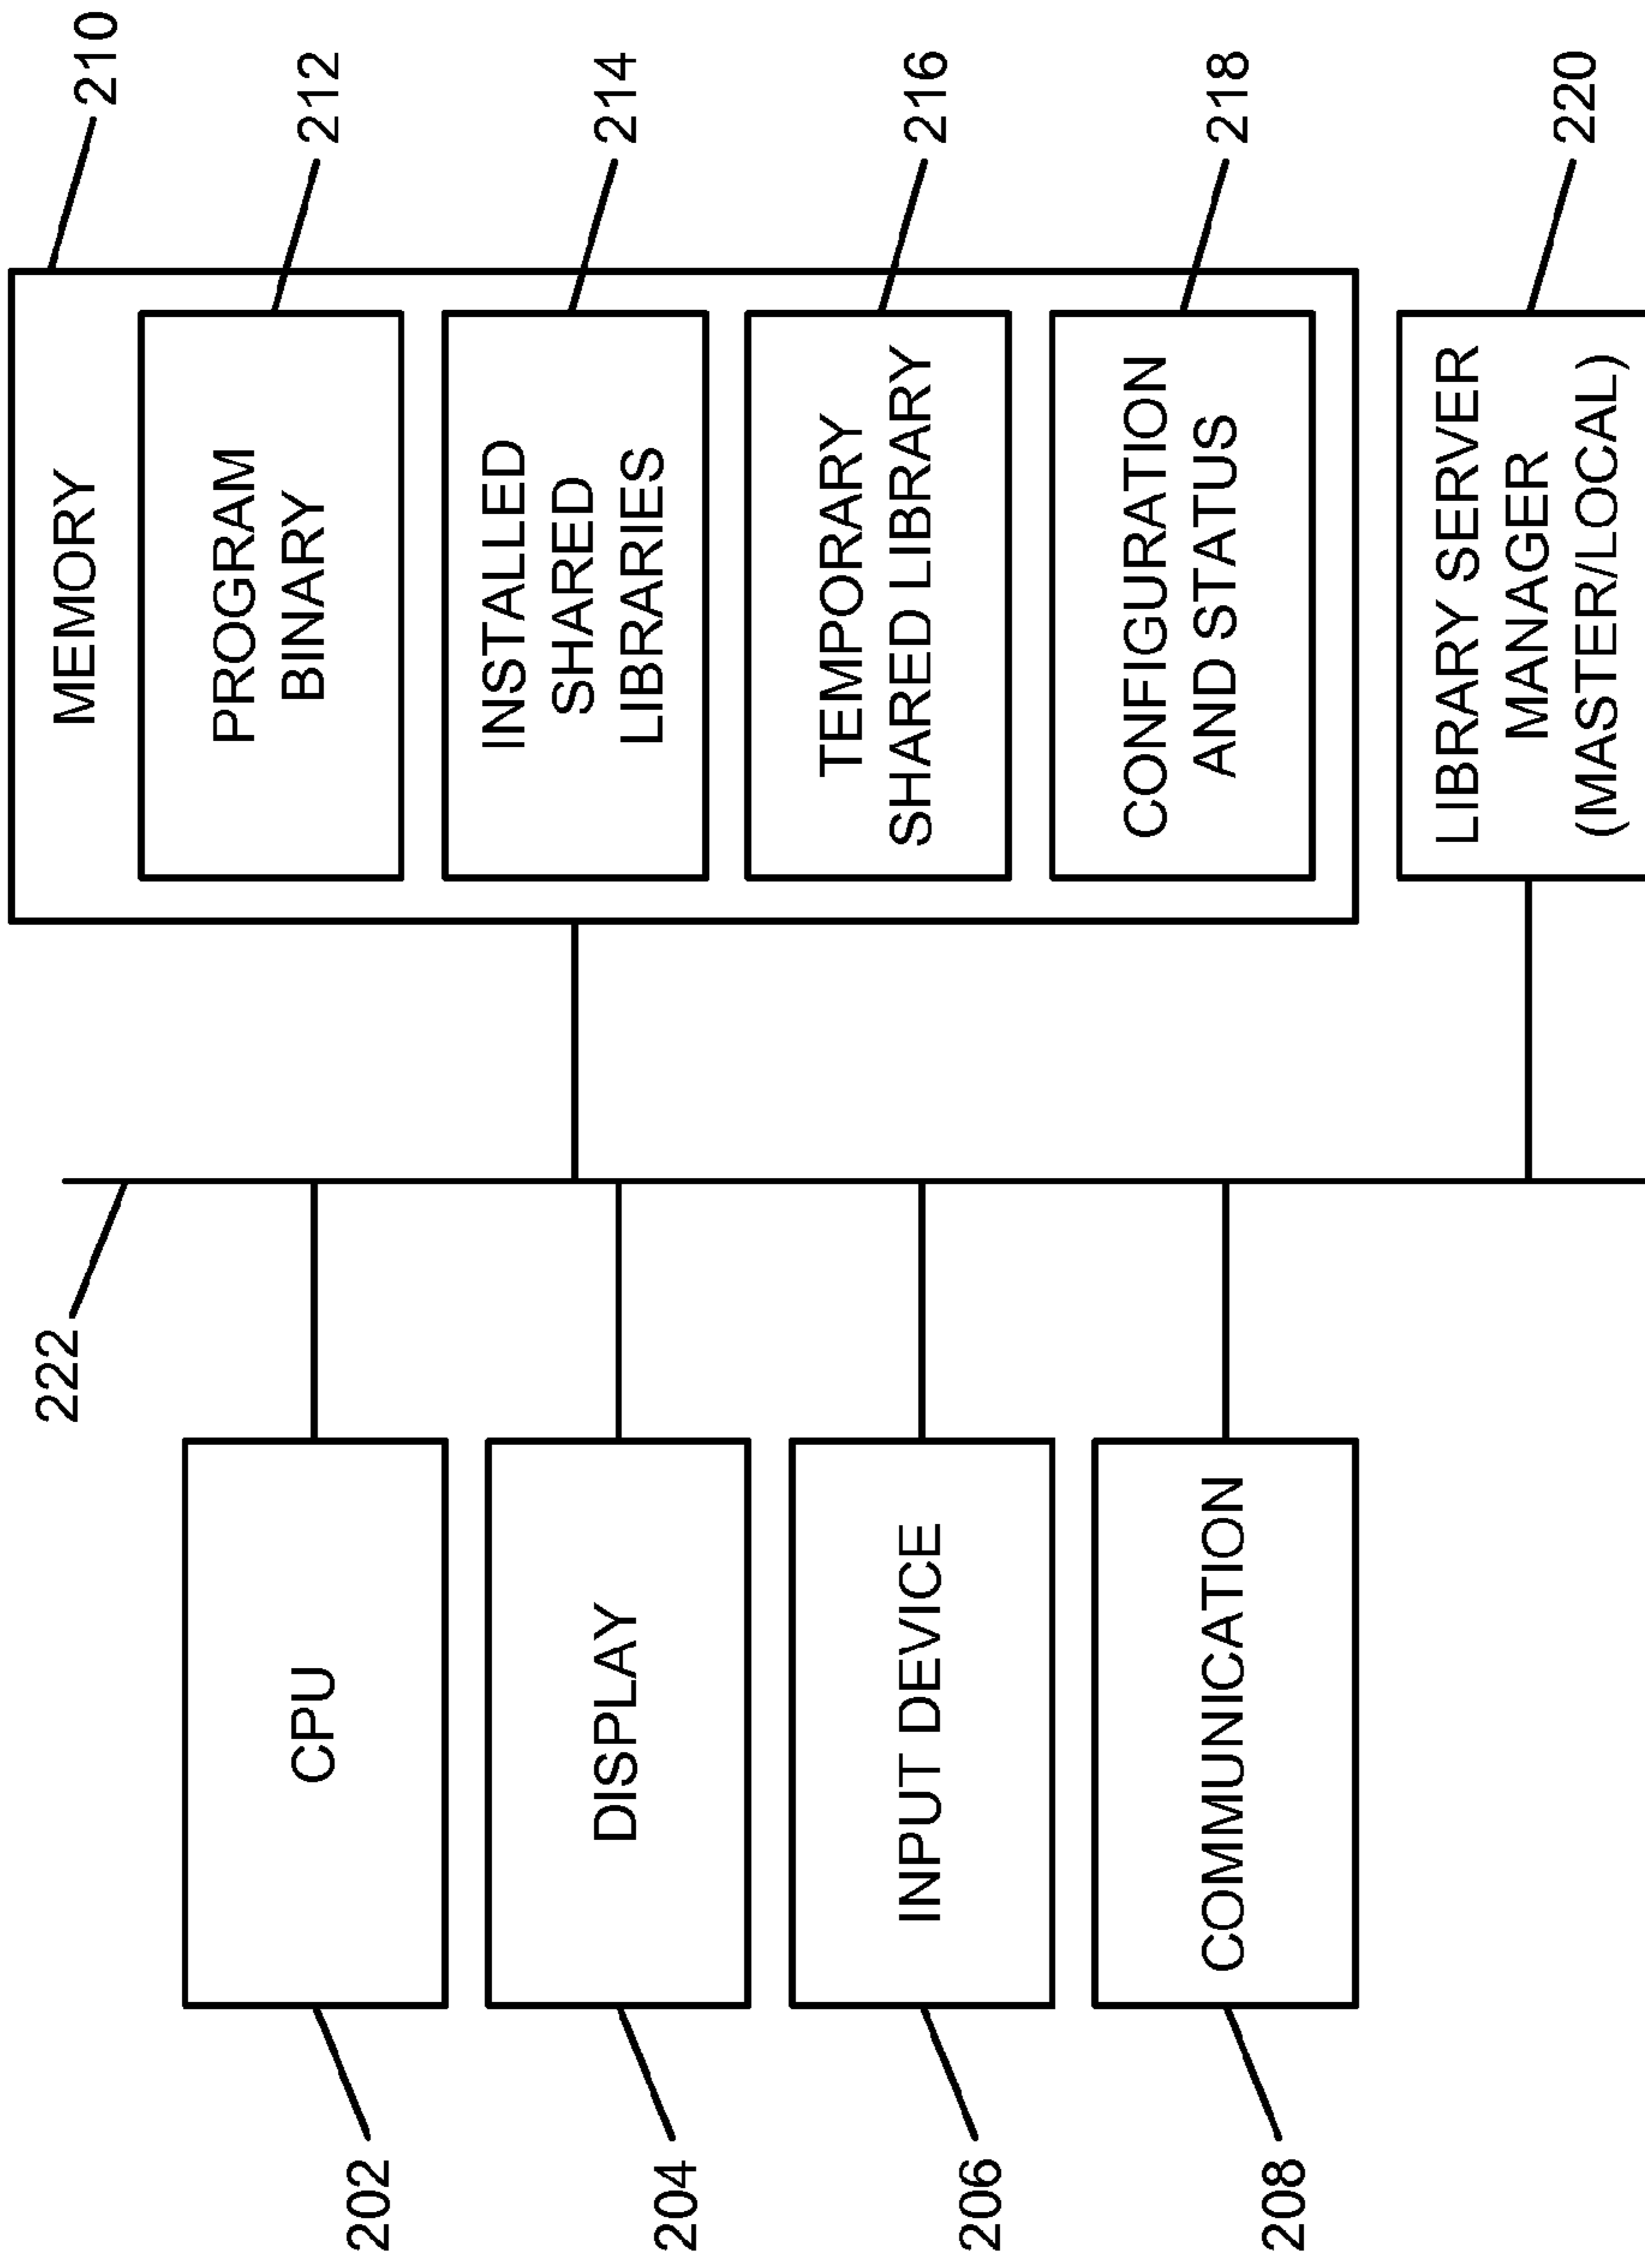 222
210
MEMORY
202
CPU
PROGRAM
BINARY
212
204
DISPLAY
INSTALLED
SHARED
LIBRARIES
214
206
INPUT DEVICE
TEMPORARY
SHARED LIBRARY
216
208
COMMUNICATION
CONFIGURATION
AND STATUS
218
LIBRARY SERVER
MANAGER
(MASTER/LOCAL)
220